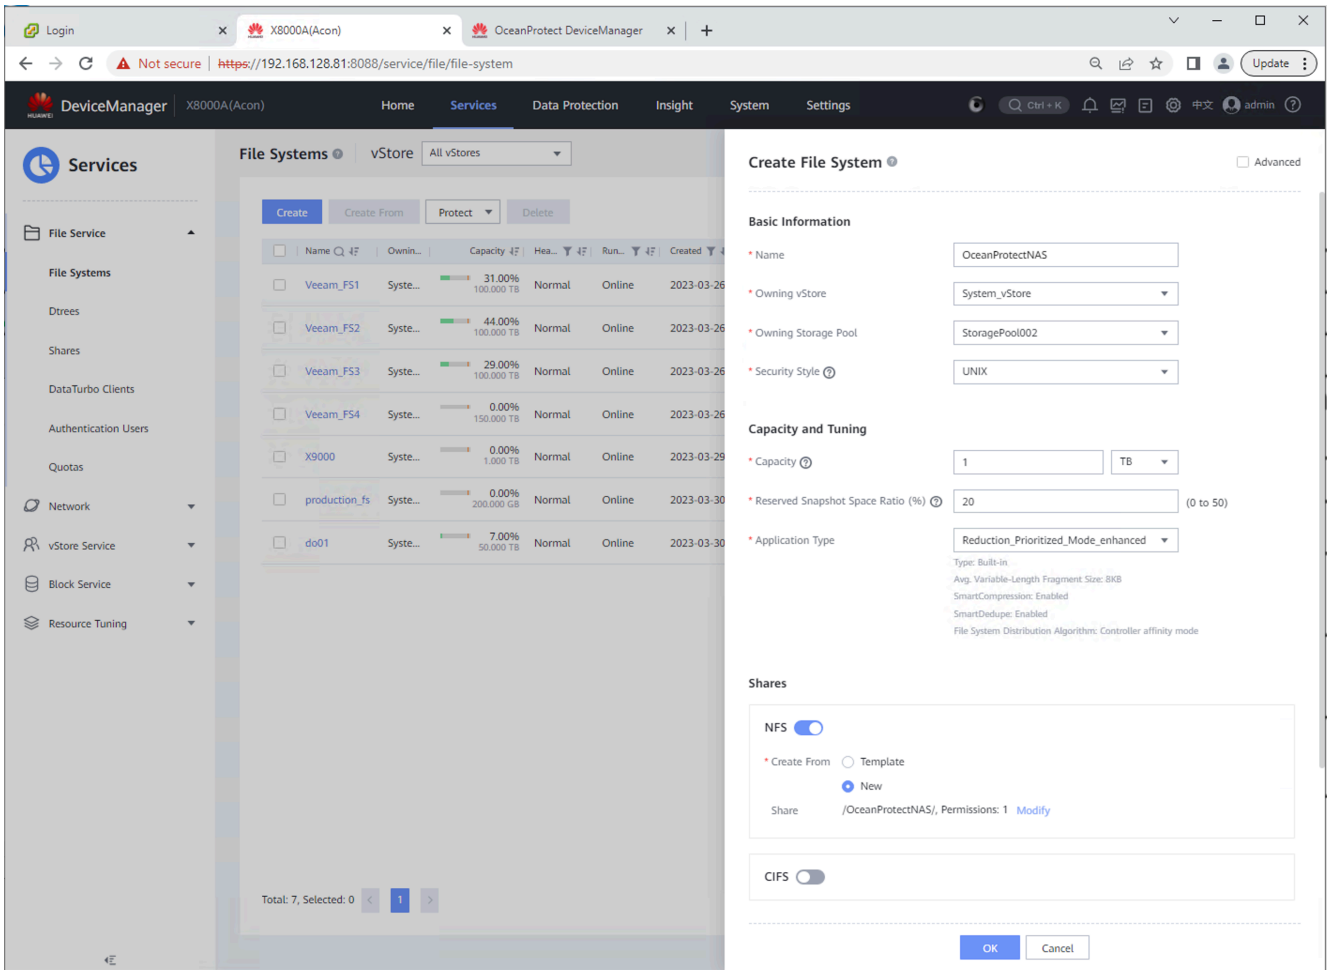 Login
X8000A(Acon)
OceanProtect DeviceManager
Not secure
https://192.168.128.81:8088/service/file/file-system
Update
HUAWEI
DeviceManager
X8000A(Acon)
Home
Services
Data Protection
Insight
System
Settings
Ctrl + K
中文
admin
Services
File Service
File Systems
Dtrees
Shares
DataTurbo Clients
Authentication Users
Quotas
Network
vStore Service
Block Service
Resource Tuning
File Systems
vStore
All vStores
Create
Create From
Protect
Delete
Name Ownin... Capacity Hea... Run... Created
Veeam_FS1 Syste... 31.00% Normal Online 2023-03-26
100.000 TB
Veeam_FS2 Syste... 44.00% Normal Online 2023-03-26
100.000 TB
Veeam_FS3 Syste... 29.00% Normal Online 2023-03-26
100.000 TB
Veeam_FS4 Syste... 0.00% Normal Online 2023-03-26
150.000 TB
X9000 Syste... 0.00% Normal Online 2023-03-29
1.000 TB
production_fs Syste... 0.00% Normal Online 2023-03-30
200.000 GB
do01 Syste... 7.00% Normal Online 2023-03-30
50.000 TB
Total: 7, Selected: 0
1
Create File System
Advanced
Basic Information
* Name OceanProtectNAS
* Owning vStore System_vStore
* Owning Storage Pool StoragePool002
* Security Style UNIX
Capacity and Tuning
* Capacity 1 TB
* Reserved Snapshot Space Ratio (%) 20 (0 to 50)
* Application Type Reduction_Prioritized_Mode_enhanced
Type: Built-in
Avg. Variable-Length Fragment Size: 8KB
SmartCompression: Enabled
SmartDedupe: Enabled
File System Distribution Algorithm: Controller affinity mode
Shares
NFS
* Create From Template
New
Share /OceanProtectNAS/, Permissions: 1 Modify
CIFS
OK
Cancel